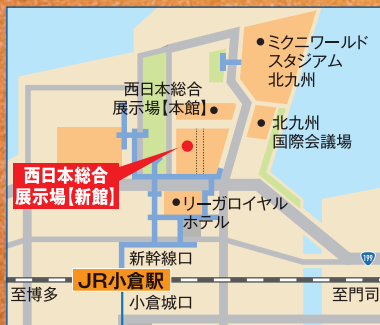 ミクニワールド
スタジアム
北九州
西日本総合
展示場【本館】
北九州
国際会議場
西日本総合
展示場【新館】
リーガロイヤル
ホテル
新幹線口
199
JR小倉駅
至博多
小倉城口
至門司